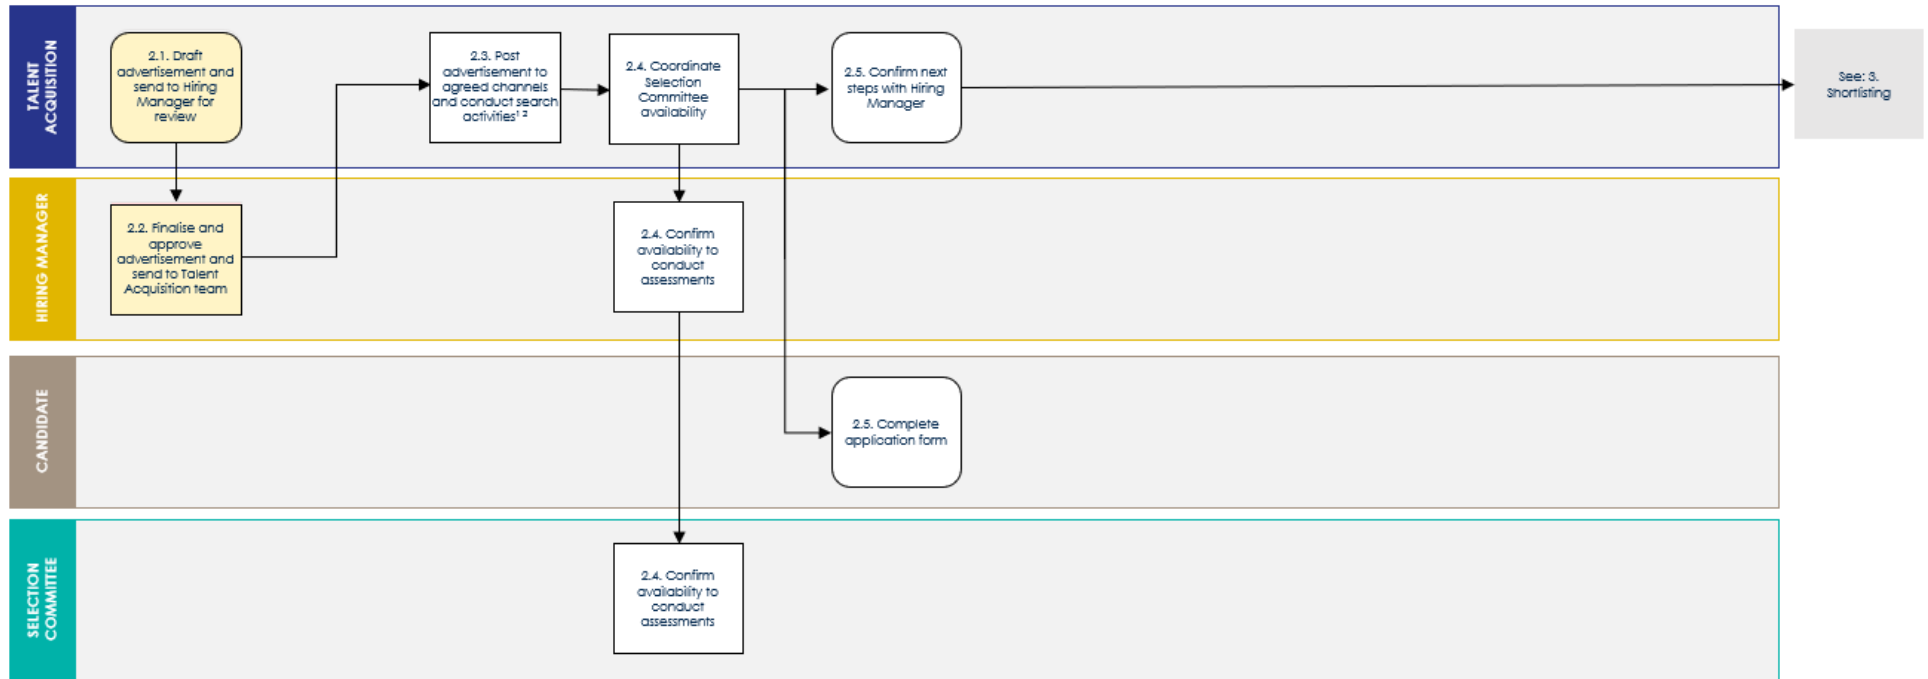 TALENT
ACQUISITION
2.1. Draft
advertisement and
send to Hiring
Manager for
review
2.3. Post
advertisement to
agreed channels
and conduct search
activities¹ ²
2.4. Coordinate
Selection
Committee
availability
2.5. Confirm next
steps with Hiring
Manager
See: 3.
Shortlisting
HIRING MANAGER
2.2. Finalise and
approve
advertisement and
send to Talent
Acquisition team
2.4. Confirm
availability to
conduct
assessments
CANDIDATE
2.5. Complete
application form
SELECTION
COMMITTEE
2.4. Confirm
availability to
conduct
assessments